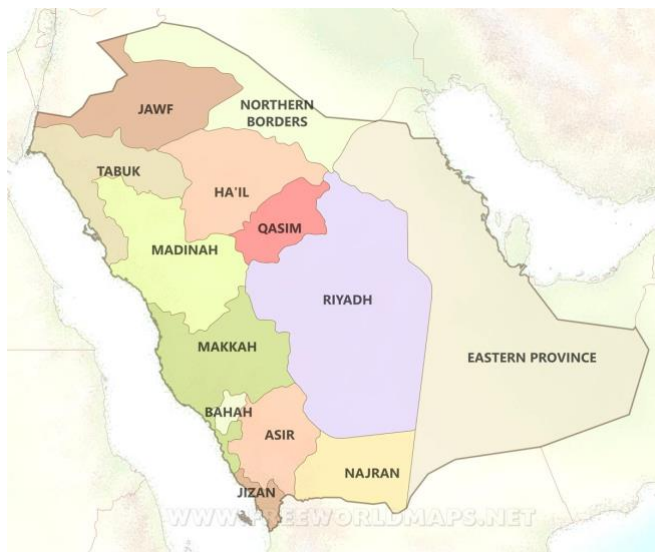 JAWF
NORTHERN
BORDERS
TABUK
HA'IL
QASIM
MADINAH
RIYADH
MAKKAH
EASTERN PROVINCE
BAHAH
ASIR
NAJRAN
JIZAN
WWW.FREEWORLDMAPS.NET